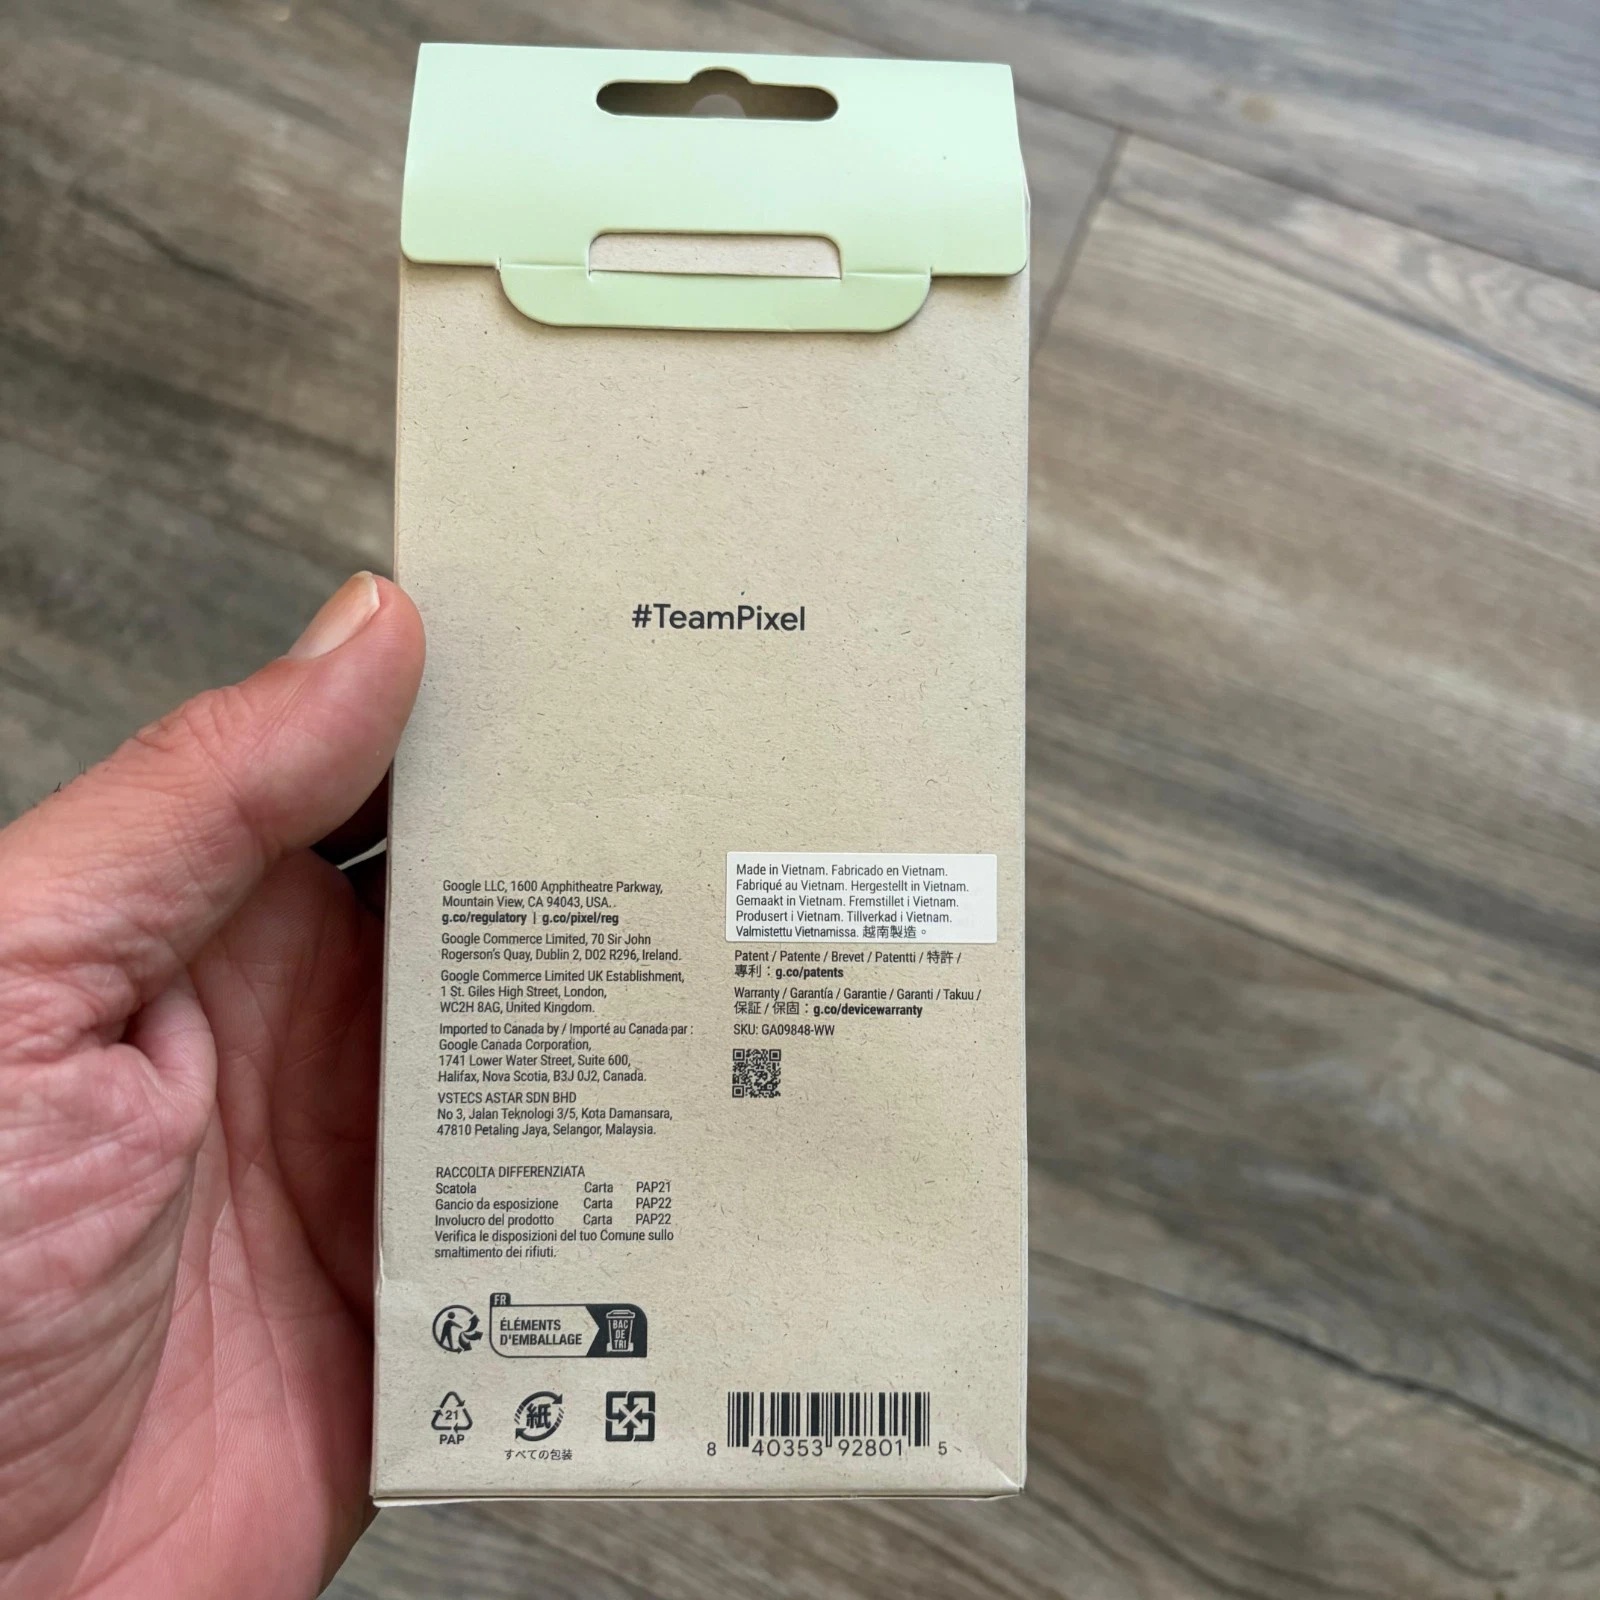 #TeamPixel
Google LLC, 1600 Amphitheatre Parkway,
Mountain View, CA 94043, USA.
g.co/regulatory | g.co/pixel/reg
Google Commerce Limited, 70 Sir John
Rogerson's Quay, Dublin 2, D02 R296, Ireland.
Google Commerce Limited UK Establishment,
1 St. Giles High Street, London,
WC2H 8AG, United Kingdom.
Imported to Canada by / Importé au Canada par :
Google Canada Corporation,
1741 Lower Water Street, Suite 600,
Halifax, Nova Scotia, B3J 0J2, Canada.
VSTECS ASTAR SDN BHD
No 3, Jalan Teknologi 3/5, Kota Damansara,
47810 Petaling Jaya, Selangor, Malaysia.
RACCOLTA DIFFERENZIATA
Scatola Carta PAP21
Gancio da esposizione Carta PAP22
Involucro del prodotto Carta PAP22
Verifica le disposizioni del tuo Comune sullo
smaltimento dei rifiuti.
Made in Vietnam. Fabricado en Vietnam.
Fabriqué au Vietnam. Hergestellt in Vietnam.
Gemaakt in Vietnam. Fremstillet i Vietnam.
Produsert i Vietnam. Tillverkad i Vietnam.
Valmistettu Vietnamissa. 越南製造。
Patent / Patente / Brevet / Patentti / 特許 /
專利：g.co/patents
Warranty / Garantía / Garantie / Garanti / Takuu /
保証 / 保固：g.co/devicewarranty
SKU: GA09848-WW
FR
ÉLÉMENTS
D'EMBALLAGE
BAC
DE
TRI
21
PAP
紙
すべての包装
8 40353 92801 5